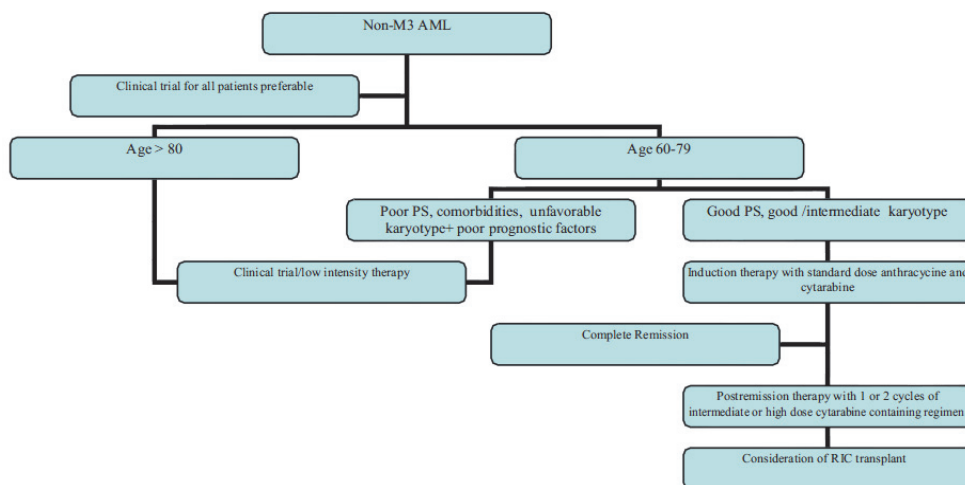 Non-M3 AML
Clinical trial for all patients preferable
Age > 80
Age 60-79
Poor PS, comorbidities, unfavorable
karyotype+ poor prognostic factors
Good PS, good /intermediate karyotype
Clinical trial/low intensity therapy
Induction therapy with standard dose anthracycine and
cytarabine
Complete Remission
Postremission therapy with 1 or 2 cycles of
intermediate or high dose cytarabine containing regimen
Consideration of RIC transplant